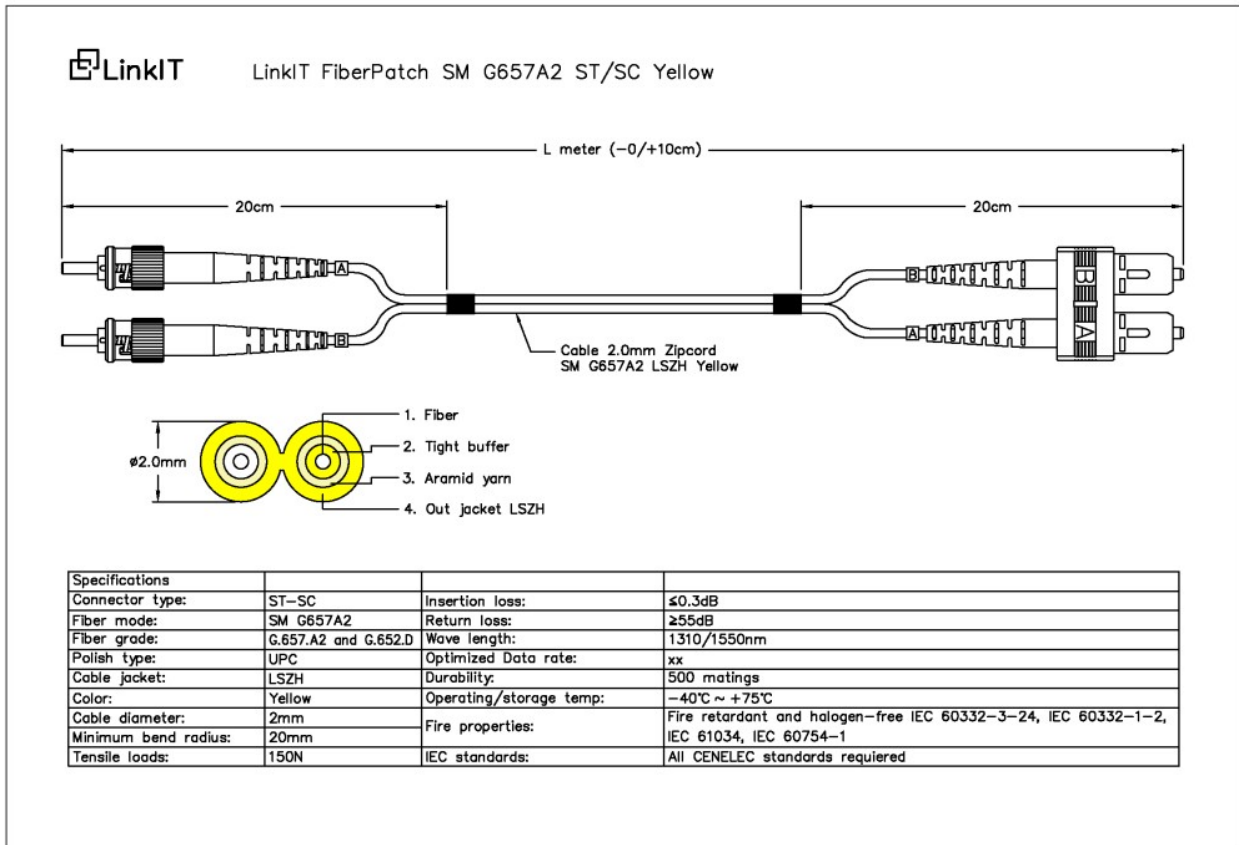 LinkIT
LinkIT FiberPatch SM G657A2 ST/SC Yellow
L meter (-0/+10cm)
20cm
20cm
A
B
B
A
B
A
Cable 2.0mm Zipcord
SM G657A2 LSZH Yellow
1. Fiber
2. Tight buffer
ø2.0mm
3. Aramid yarn
4. Out jacket LSZH
Specifications
Connector type: ST-SC Insertion loss: ≤0.3dB
Fiber mode: SM G657A2 Return loss: ≥55dB
Fiber grade: G.657.A2 and G.652.D Wave length: 1310/1550nm
Polish type: UPC Optimized Data rate: xx
Cable jacket: LSZH Durability: 500 matings
Color: Yellow Operating/storage temp: -40℃ ~ +75℃
Cable diameter: 2mm Fire properties: Fire retardant and halogen-free IEC 60332-3-24, IEC 60332-1-2,
Minimum bend radius: 20mm IEC 61034, IEC 60754-1
Tensile loads: 150N IEC standards: All CENELEC standards requiered